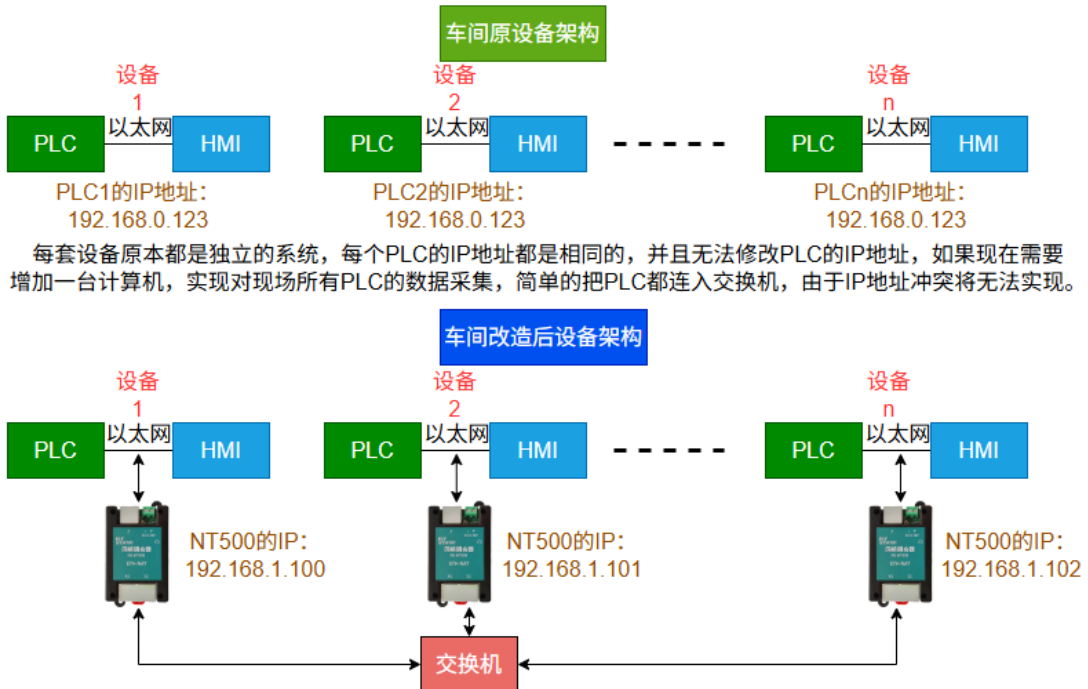 车间原设备架构
设备
1
设备
2
设备
n
PLC
以太网
HMI
PLC
以太网
HMI
PLC
以太网
HMI
PLC1的IP地址：
192.168.0.123
PLC2的IP地址：
192.168.0.123
PLCn的IP地址：
192.168.0.123
每套设备原本都是独立的系统，每个PLC的IP地址都是相同的，并且无法修改PLC的IP地址，如果现在需要
增加一台计算机，实现对现场所有PLC的数据采集，简单的把PLC都连入交换机，由于IP地址冲突将无法实现。
车间改造后设备架构
设备
1
设备
2
设备
n
PLC
以太网
HMI
PLC
以太网
HMI
PLC
以太网
HMI
NT500的IP：
192.168.1.100
NT500的IP：
192.168.1.101
NT500的IP：
192.168.1.102
交换机